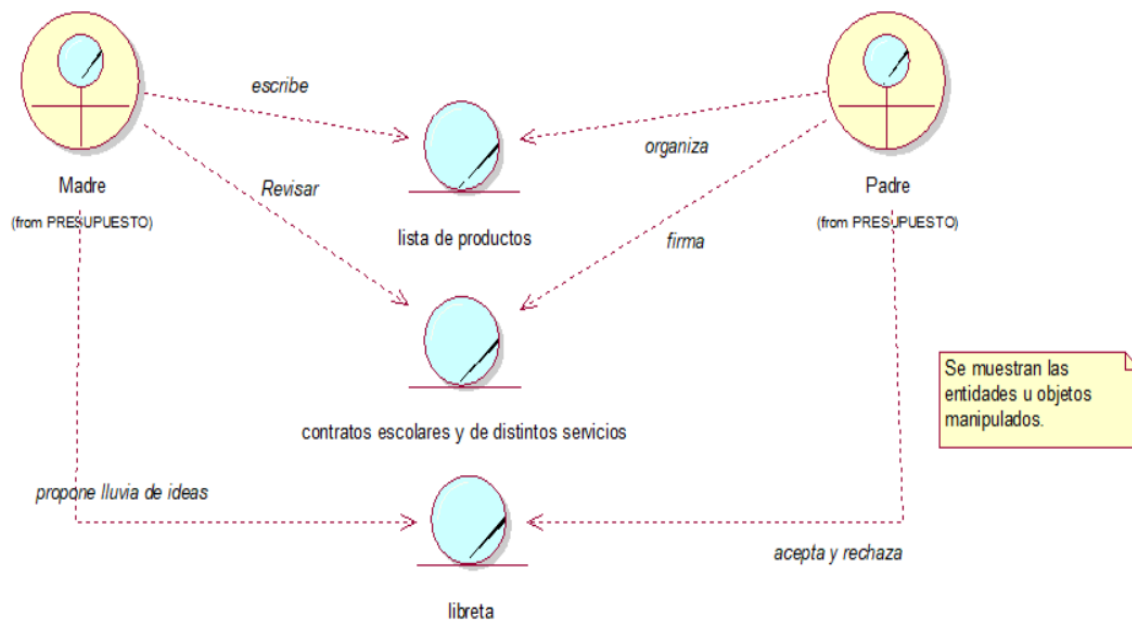 escribe
organiza
Madre
(from PRESUPUESTO)
Revisar
Padre
(from PRESUPUESTO)
lista de productos
firma
Se muestran las
entidades u objetos
manipulados.
contratos escolares y de distintos servicios
propone lluvia de ideas
acepta y rechaza
libreta